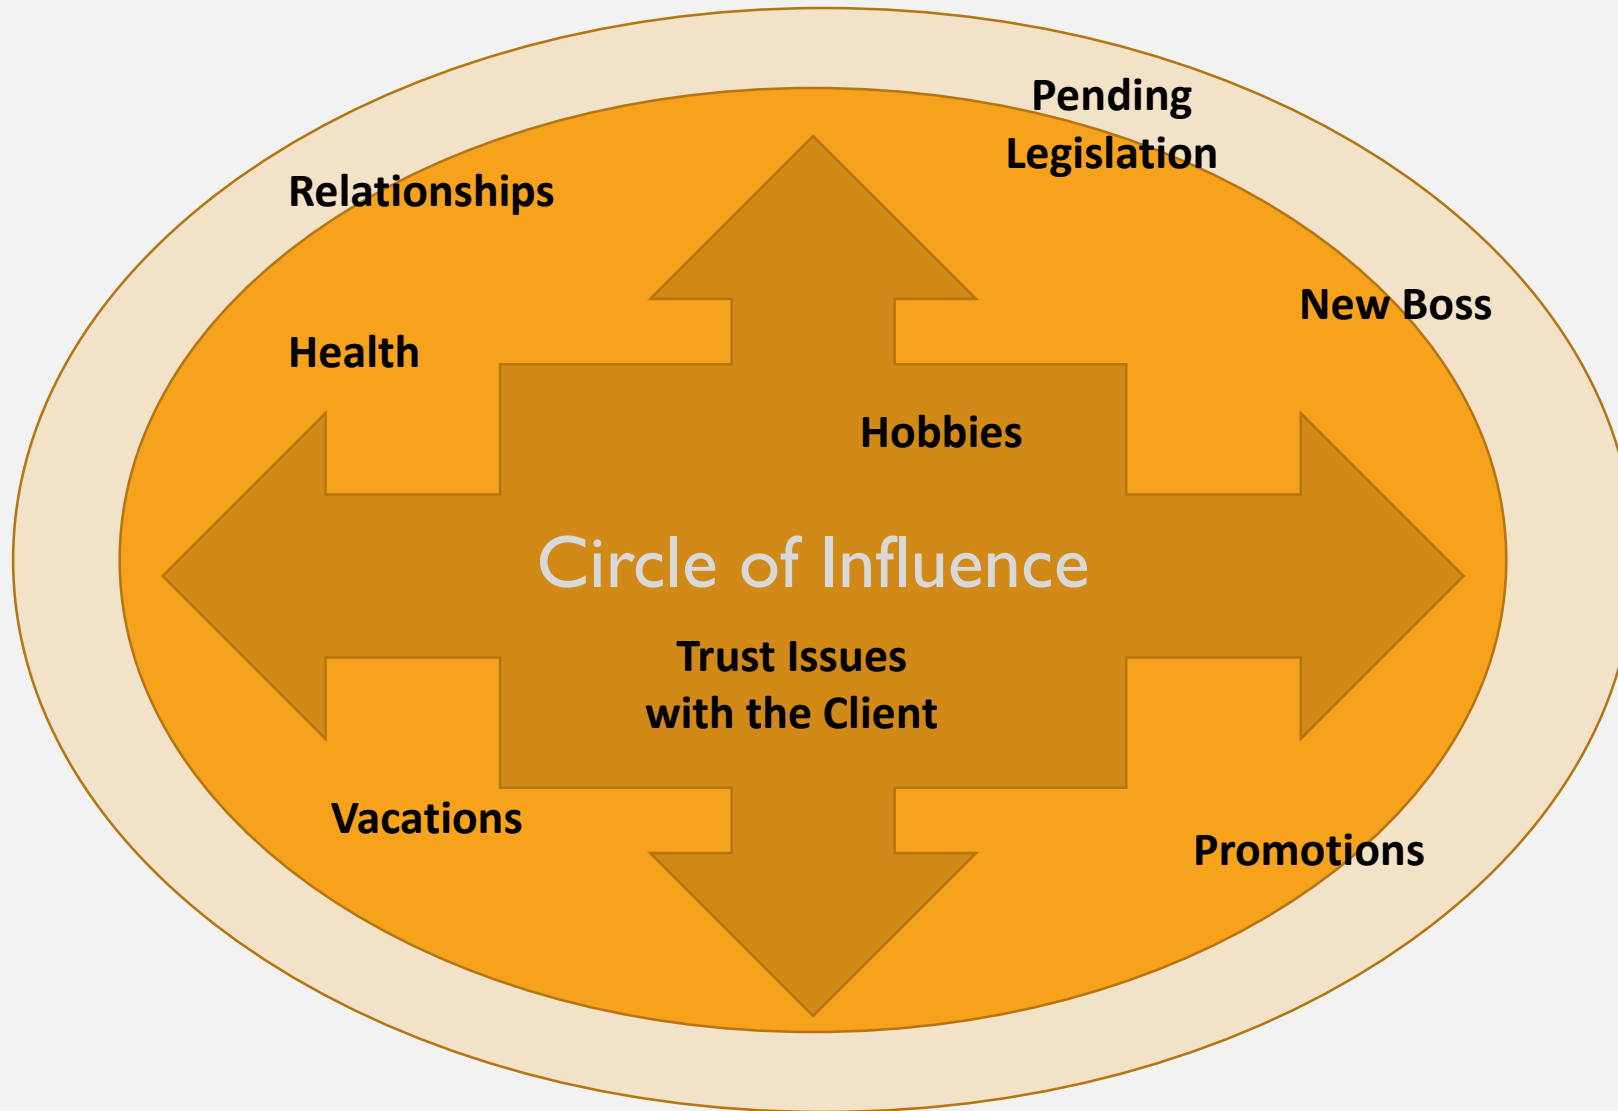 Pending
Legislation
Relationships
New Boss
Health
Hobbies
Circle of Influence
Trust Issues
with the Client
Vacations
Promotions